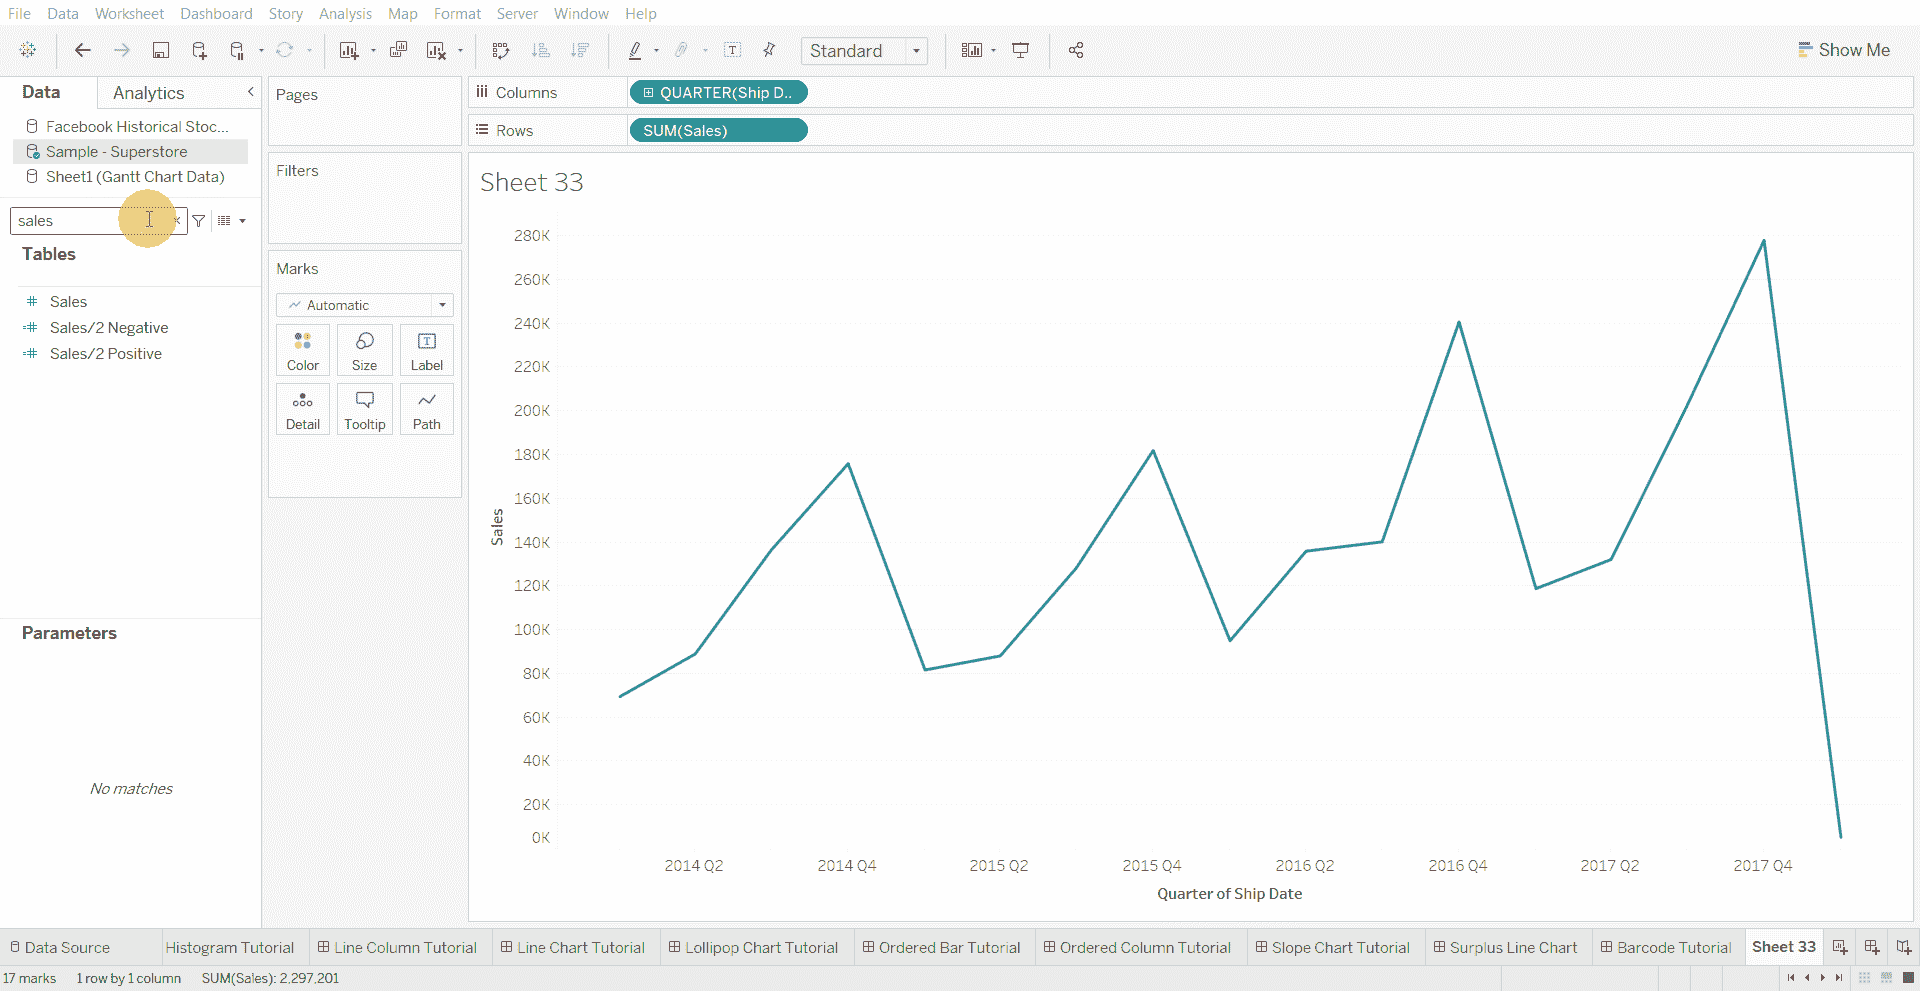 File Data Worksheet Dashboard Story Analysis Map Format Server Window Help
Standard
Show Me
Data Analytics
Facebook Historical Stoc...
Sample - Superstore
Sheet1 (Gantt Chart Data)
sales
Tables
Sales
Sales/2 Negative
Sales/2 Positive
Parameters
No matches
Pages
Filters
Marks
Automatic
Color Size Label
Detail Tooltip Path
Columns QUARTER(Ship D..
Rows SUM(Sales)
Sheet 33
280K
260K
240K
220K
200K
180K
160K
140K
120K
100K
80K
60K
40K
20K
0K
Sales
2014 Q2 2014 Q4 2015 Q2 2015 Q4 2016 Q2 2016 Q4 2017 Q2 2017 Q4
Quarter of Ship Date
Data Source Histogram Tutorial Line Column Tutorial Line Chart Tutorial Lollipop Chart Tutorial Ordered Bar Tutorial Ordered Column Tutorial Slope Chart Tutorial Surplus Line Chart Barcode Tutorial Sheet 33
17 marks 1 row by 1 column SUM(Sales): 2,297,201